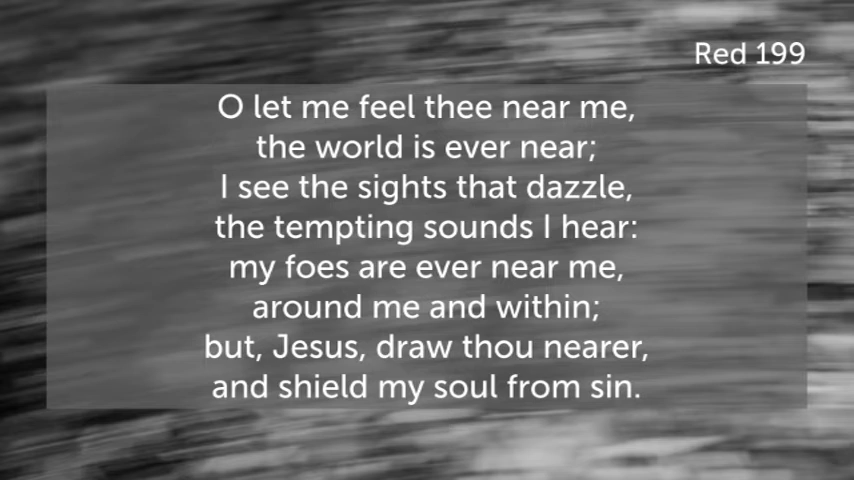 Red 199
O let me feel thee near me,
the world is ever near;
I see the sights that dazzle,
the tempting sounds I hear:
my foes are ever near me,
around me and within;
but, Jesus, draw thou nearer,
and shield my soul from sin.